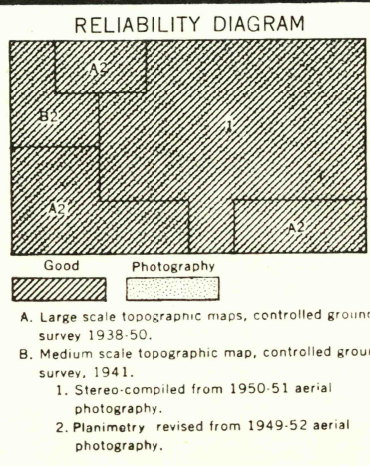 RELIABILITY DIAGRAM
A2
B2
1
A2
A2
Good Photography
A. Large scale topographic maps, controlled ground
survey 1938-50.
B. Medium scale topographic map, controlled grou
survey, 1941.
1. Stereo-compiled from 1950-51 aerial
photography.
2. Planimetry revised from 1949-52 aerial
photography.